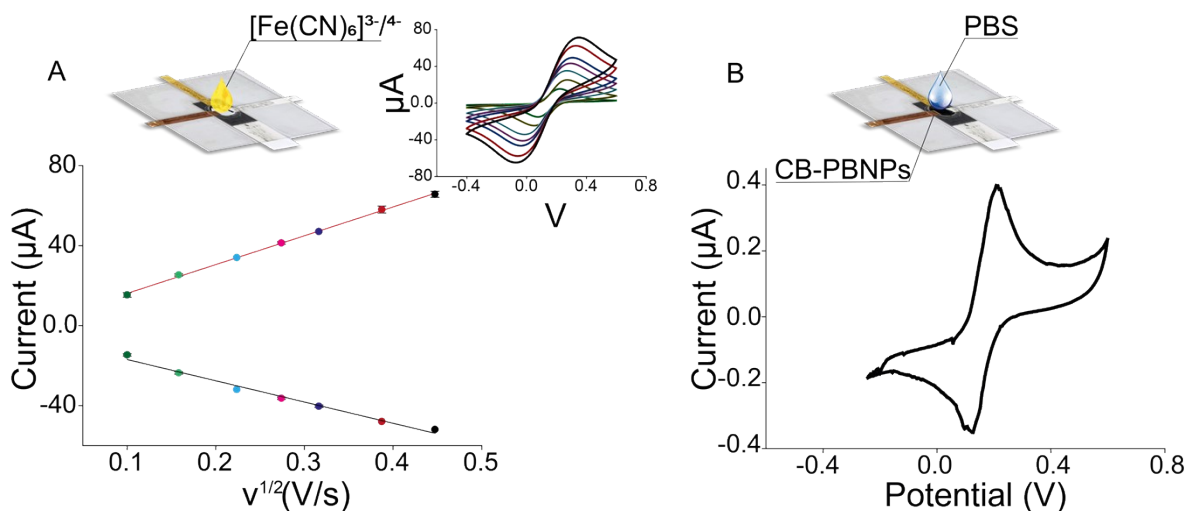 A
[Fe(CN)₆]³⁻/⁴⁻
80
40
0.0
-40
-80
µA
-0.4
0.0
0.4
0.8
V
80
40
0.0
-40
Current (µA)
0.1
0.2
0.3
0.4
0.5
v¹/²(V/s)
B
PBS
CB-PBNPs
0.4
0.2
0.0
-0.2
-0.4
Current (µA)
-0.4
0.0
0.4
0.8
Potential (V)